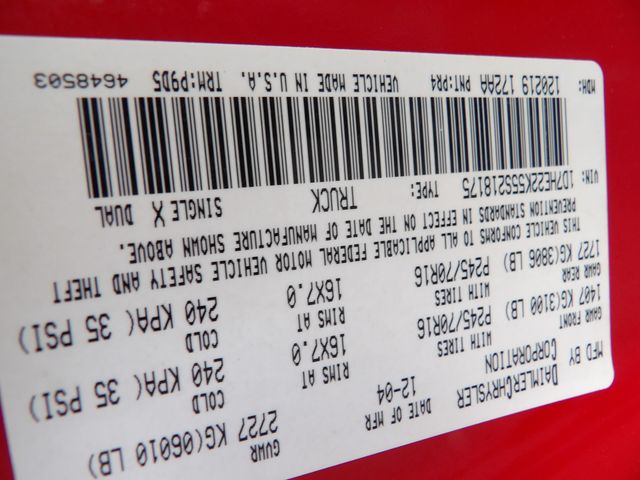 MFD BY DAIMLERCHRYSLER CORPORATION DATE OF MFR 12-04 GVWR 2727 KG(06010 LB)
GAWR FRONT WITH TIRES RIMS AT COLD
1407 KG(3100 LB) P245/70R16 16X7.0 240 KPA( 35 PSI)
GAWR REAR WITH TIRES RIMS AT COLD
1727 KG(3806 LB) P245/70R16 16X7.0 240 KPA( 35 PSI)
THIS VEHICLE CONFORMS TO ALL APPLICABLE FEDERAL MOTOR VEHICLE SAFETY AND THEFT
PREVENTION STANDARDS IN EFFECT ON THE DATE OF MANUFACTURE SHOWN ABOVE.
VIN: 1D7HE22K55S218175 TYPE: TRUCK SINGLE X DUAL
MDH: 120219 172AA PNT:PR4 VEHICLE MADE IN U.S.A. TRM:P9D5 4648503